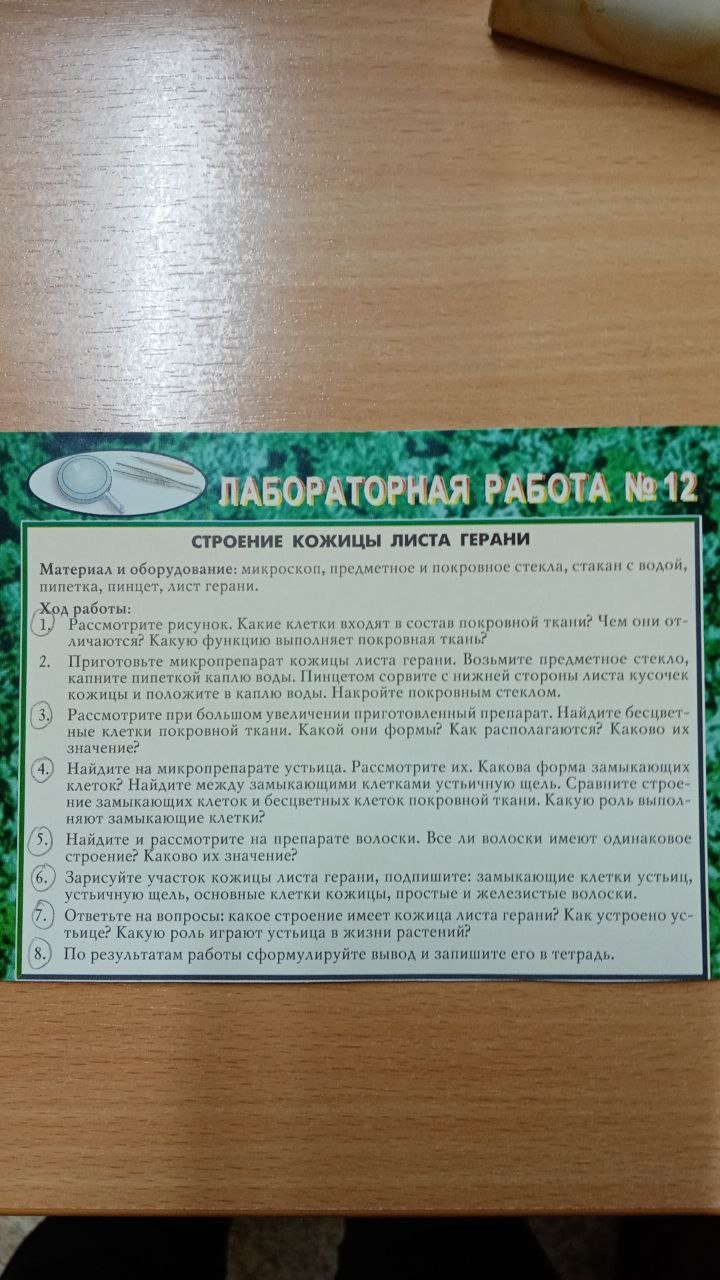 ЛАБОРАТОРНАЯ РАБОТА № 12
СТРОЕНИЕ КОЖИЦЫ ЛИСТА ГЕРАНИ
Материал и оборудование: микроскоп, предметное и покровное стекла, стакан с водой,
пипетка, пинцет, лист герани.
Ход работы:
1. Рассмотрите рисунок. Какие клетки входят в состав покровной ткани? Чем они от-
личаются? Какую функцию выполняет покровная ткань?
2. Приготовьте микропрепарат кожицы листа герани. Возьмите предметное стекло,
капните пипеткой каплю воды. Пинцетом сорвите с нижней стороны листа кусочек
кожицы и положите в каплю воды. Накройте покровным стеклом.
3. Рассмотрите при большом увеличении приготовленный препарат. Найдите бесцвет-
ные клетки покровной ткани. Какой они формы? Как располагаются? Каково их
значение?
4. Найдите на микропрепарате устьица. Рассмотрите их. Какова форма замыкающих
клеток? Найдите между замыкающими клетками устьичную щель. Сравните строе-
ние замыкающих клеток и бесцветных клеток покровной ткани. Какую роль выпол-
няют замыкающие клетки?
5. Найдите и рассмотрите на препарате волоски. Все ли волоски имеют одинаковое
строение? Каково их значение?
6. Зарисуйте участок кожицы листа герани, подпишите: замыкающие клетки устьиц,
устьичную щель, основные клетки кожицы, простые и железистые волоски.
7. Ответьте на вопросы: какое строение имеет кожица листа герани? Как устроено ус-
тьице? Какую роль играют устьица в жизни растений?
8. По результатам работы сформулируйте вывод и запишите его в тетрадь.